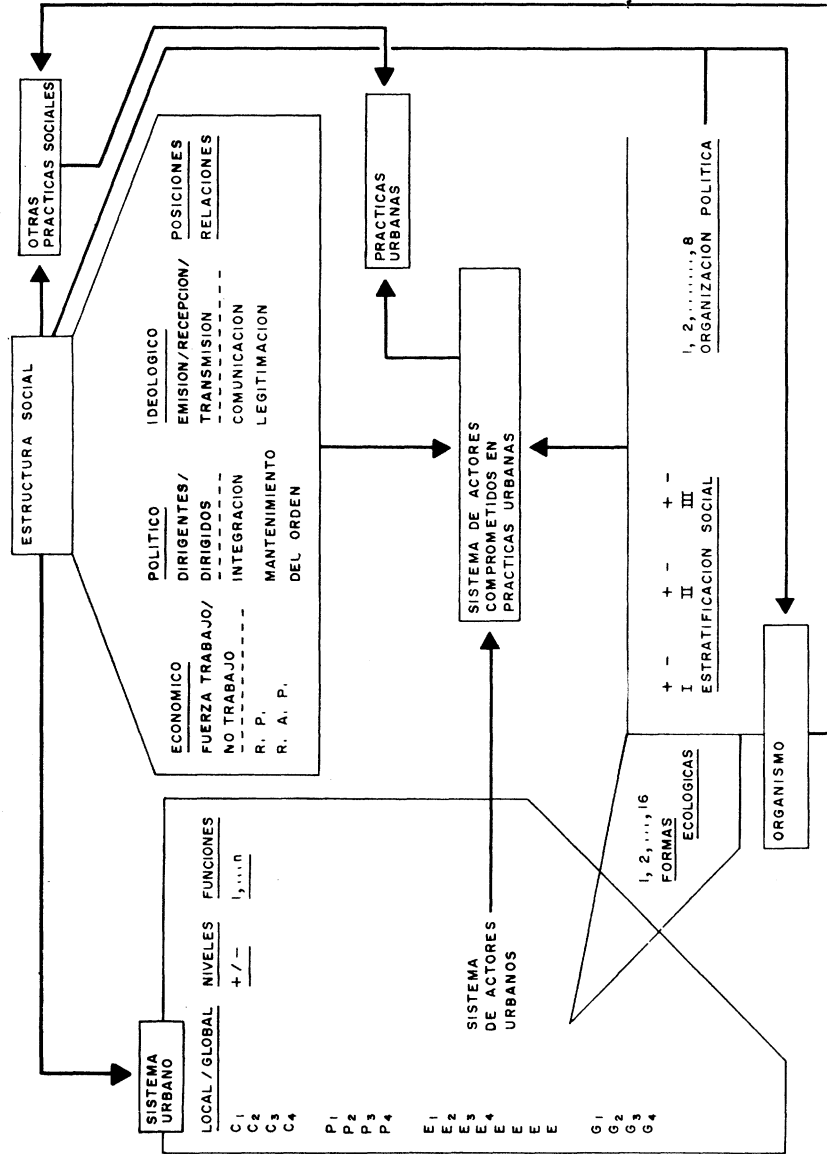 ESTRUCTURA SOCIAL
OTRAS
PRACTICAS SOCIALES
ECONOMICO
FUERZA TRABAJO/
NO TRABAJO
R. P.
R. A. P.
POLITICO
DIRIGENTES/
DIRIGIDOS
INTEGRACION
MANTENIMIENTO
DEL ORDEN
IDEOLOGICO
EMISION/RECEPCION/
TRANSMISION
COMUNICACION
LEGITIMACION
POSICIONES
RELACIONES
SISTEMA
URBANO
LOCAL / GLOBAL NIVELES FUNCIONES
+/- 1,...n
C1
C2
C3
C4
P1
P2
P3
P4
E1
E2
E3
E4
E
E
E
E
G1
G2
G3
G4
SISTEMA
DE ACTORES
URBANOS
SISTEMA DE ACTORES
COMPROMETIDOS EN
PRACTICAS URBANAS
PRACTICAS
URBANAS
1, 2, ..., 16
FORMAS
ECOLOGICAS
+ - + - + -
I II III
ESTRATIFICACION SOCIAL
1, 2, ........, 8
ORGANIZACION POLITICA
ORGANISMO